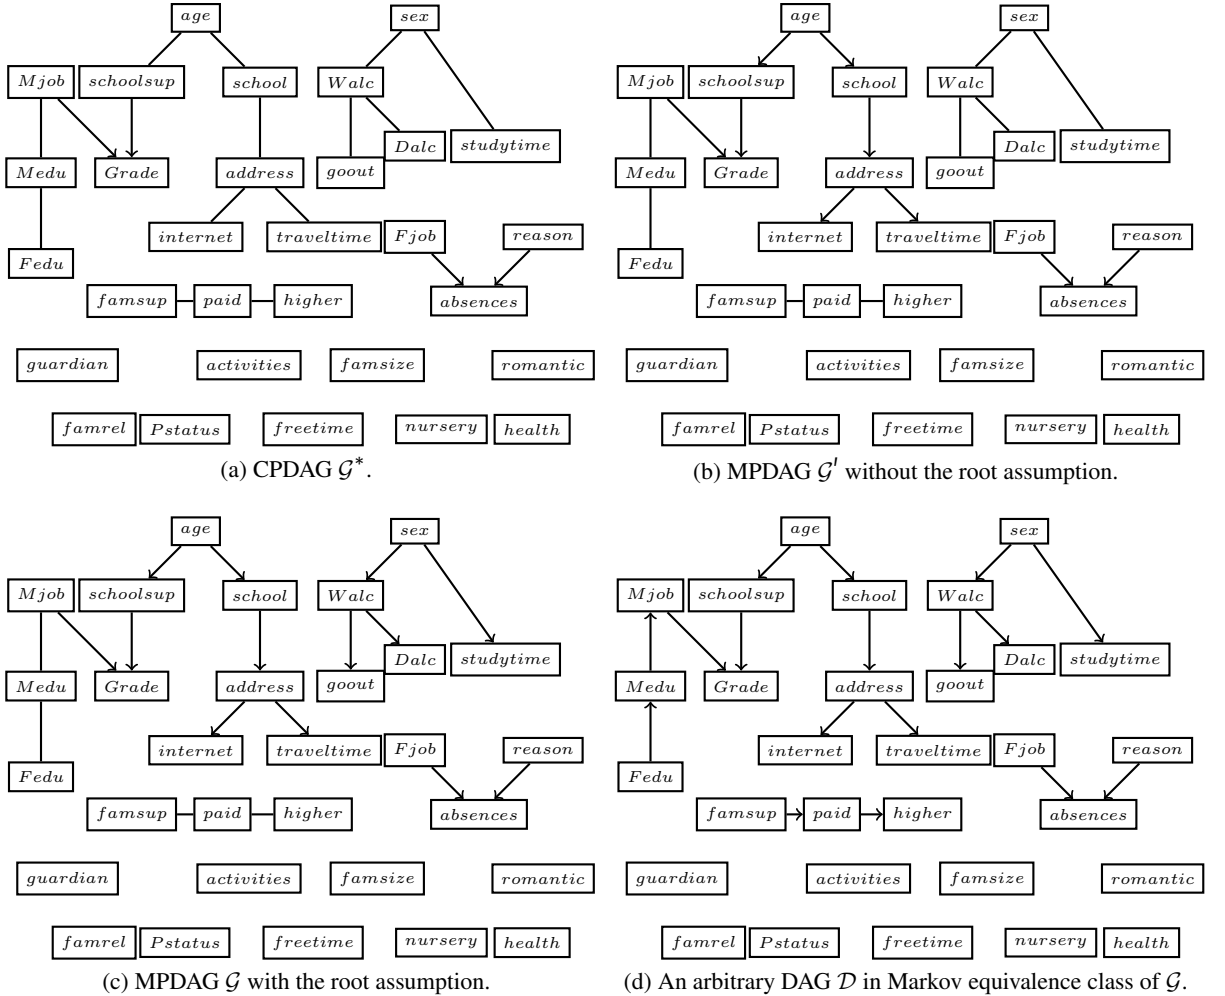 age sex age sex
Mjob schoolsup school Walc Mjob schoolsup school Walc
Dalc studytime Dalc studytime
Medu Grade address goout Medu Grade address goout
internet traveltime Fjob reason internet traveltime Fjob reason
Fedu Fedu
famsup paid higher absences famsup paid higher absences
guardian activities famsize romantic guardian activities famsize romantic
famrel Pstatus freetime nursery health famrel Pstatus freetime nursery health
(a) CPDAG 𝒢*. (b) MPDAG 𝒢′ without the root assumption.
age sex age sex
Mjob schoolsup school Walc Mjob schoolsup school Walc
Dalc studytime Dalc studytime
Medu Grade address goout Medu Grade address goout
internet traveltime Fjob reason internet traveltime Fjob reason
Fedu Fedu
famsup paid higher absences famsup paid higher absences
guardian activities famsize romantic guardian activities famsize romantic
famrel Pstatus freetime nursery health famrel Pstatus freetime nursery health
(c) MPDAG 𝒢 with the root assumption. (d) An arbitrary DAG 𝒟 in Markov equivalence class of 𝒢.